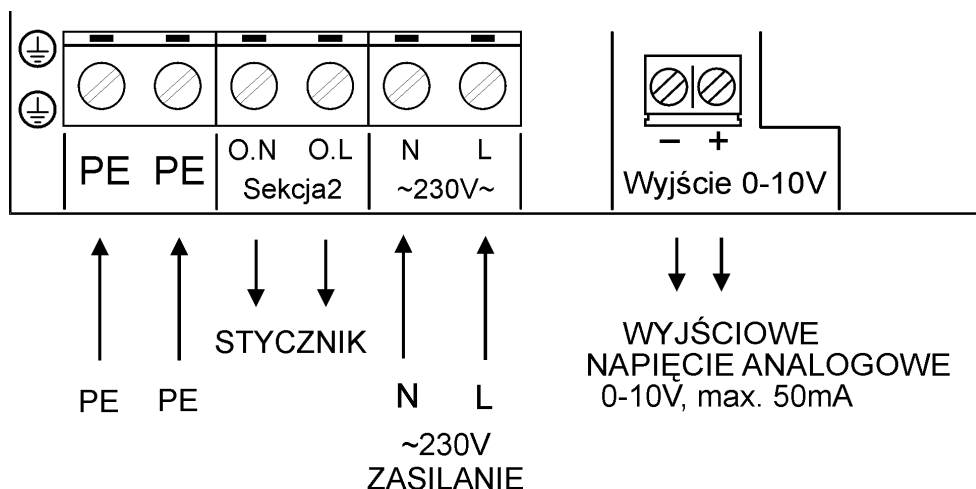 PE PE
O.N O.L
Sekcja2
N L
~230V~
− +
Wyjście 0-10V
PE PE
STYCZNIK
N L
~230V
ZASILANIE
WYJŚCIOWE
NAPIĘCIE ANALOGOWE
0-10V, max. 50mA